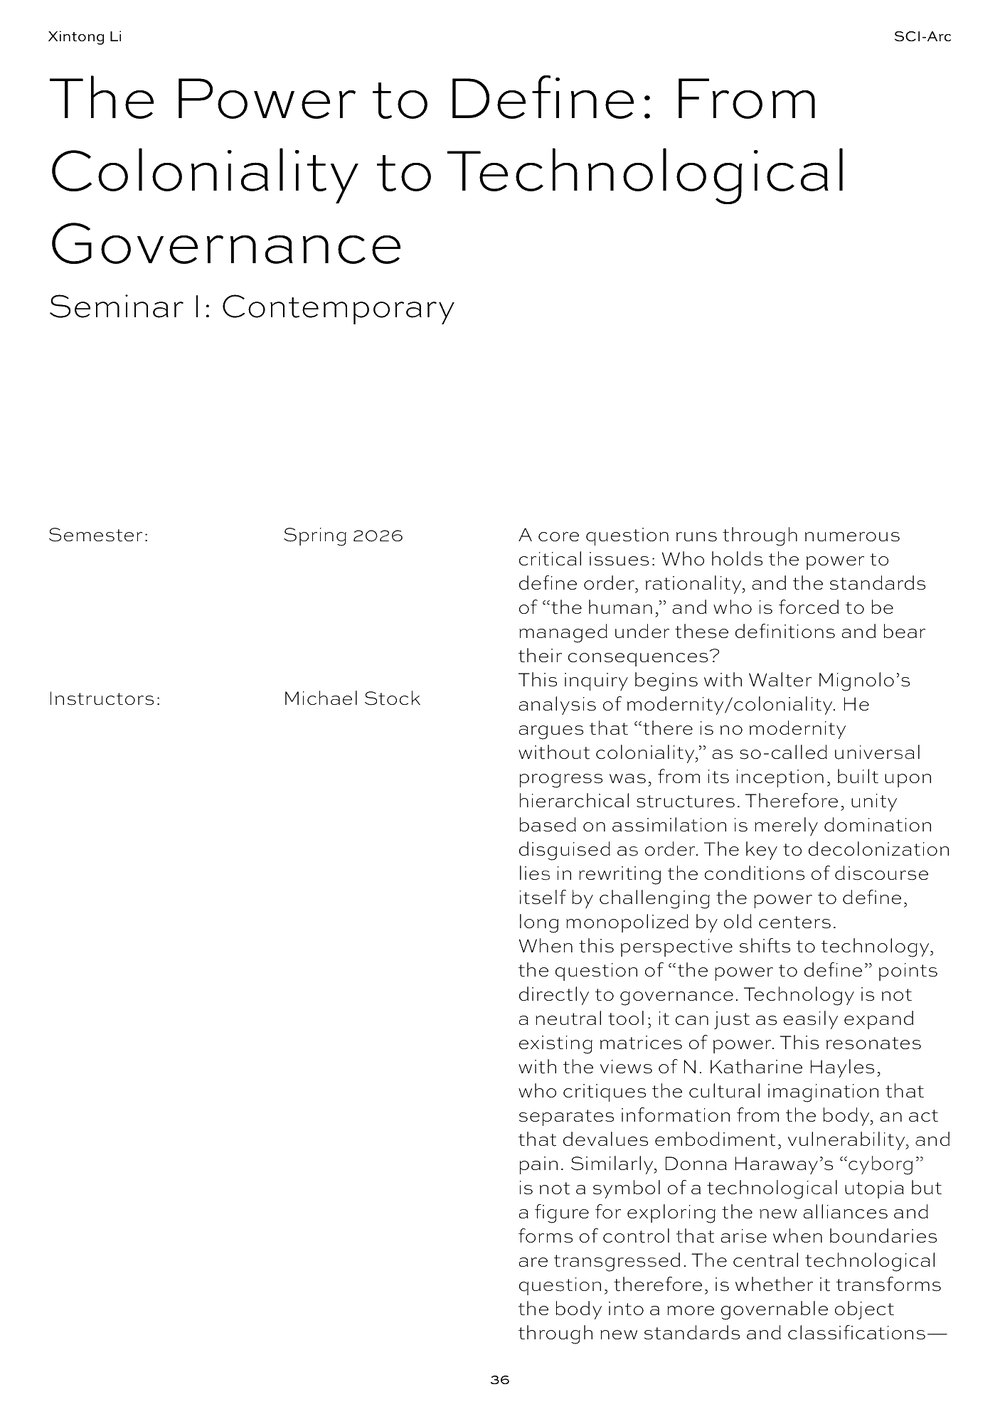 Xintong Li
SCI-Arc
The Power to Define: From
Coloniality to Technological
Governance
Seminar I: Contemporary
Semester:
Spring 2026
Instructors:
Michael Stock
A core question runs through numerous
critical issues: Who holds the power to
define order, rationality, and the standards
of “the human,” and who is forced to be
managed under these definitions and bear
their consequences?
This inquiry begins with Walter Mignolo’s
analysis of modernity/coloniality. He
argues that “there is no modernity
without coloniality,” as so-called universal
progress was, from its inception, built upon
hierarchical structures. Therefore, unity
based on assimilation is merely domination
disguised as order. The key to decolonization
lies in rewriting the conditions of discourse
itself by challenging the power to define,
long monopolized by old centers.
When this perspective shifts to technology,
the question of “the power to define” points
directly to governance. Technology is not
a neutral tool; it can just as easily expand
existing matrices of power. This resonates
with the views of N. Katharine Hayles,
who critiques the cultural imagination that
separates information from the body, an act
that devalues embodiment, vulnerability, and
pain. Similarly, Donna Haraway’s “cyborg”
is not a symbol of a technological utopia but
a figure for exploring the new alliances and
forms of control that arise when boundaries
are transgressed. The central technological
question, therefore, is whether it transforms
the body into a more governable object
through new standards and classifications—
36